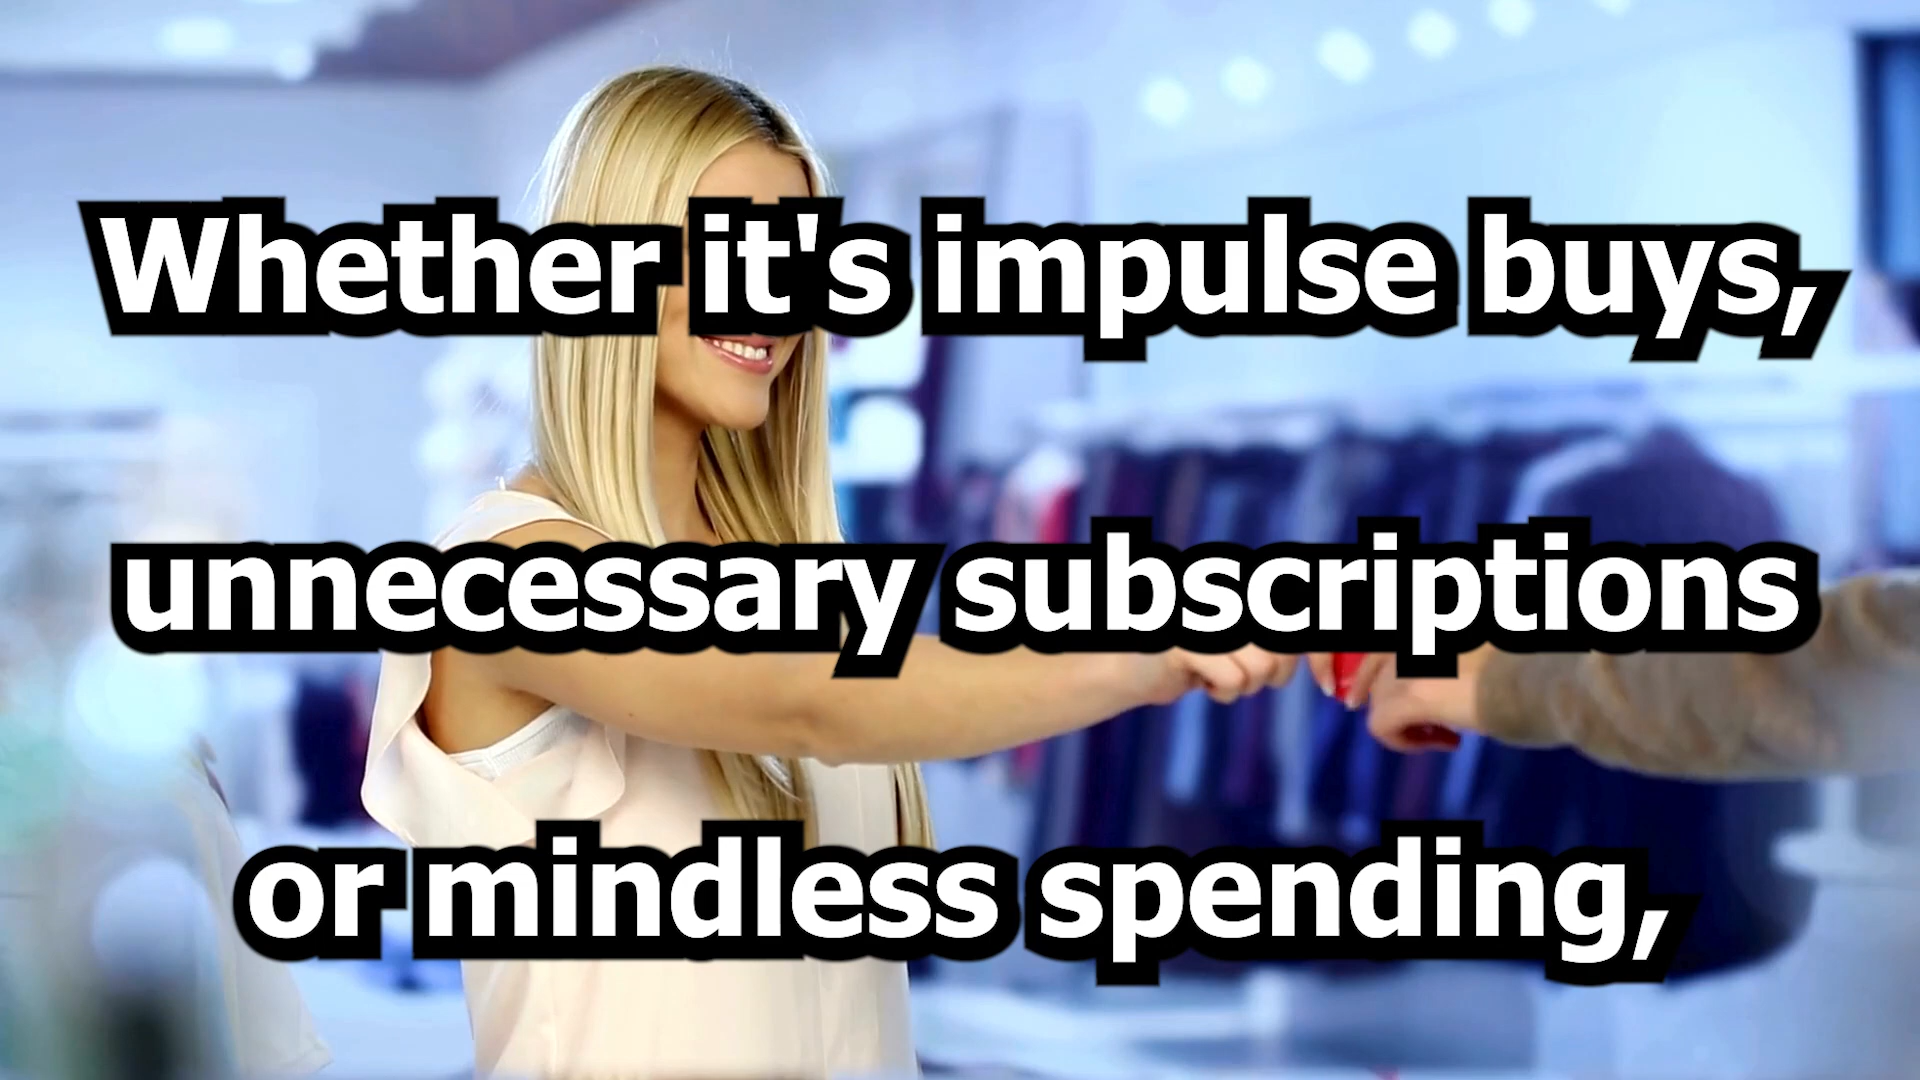 Whether it's impulse buys,
unnecessary subscriptions
or mindless spending,